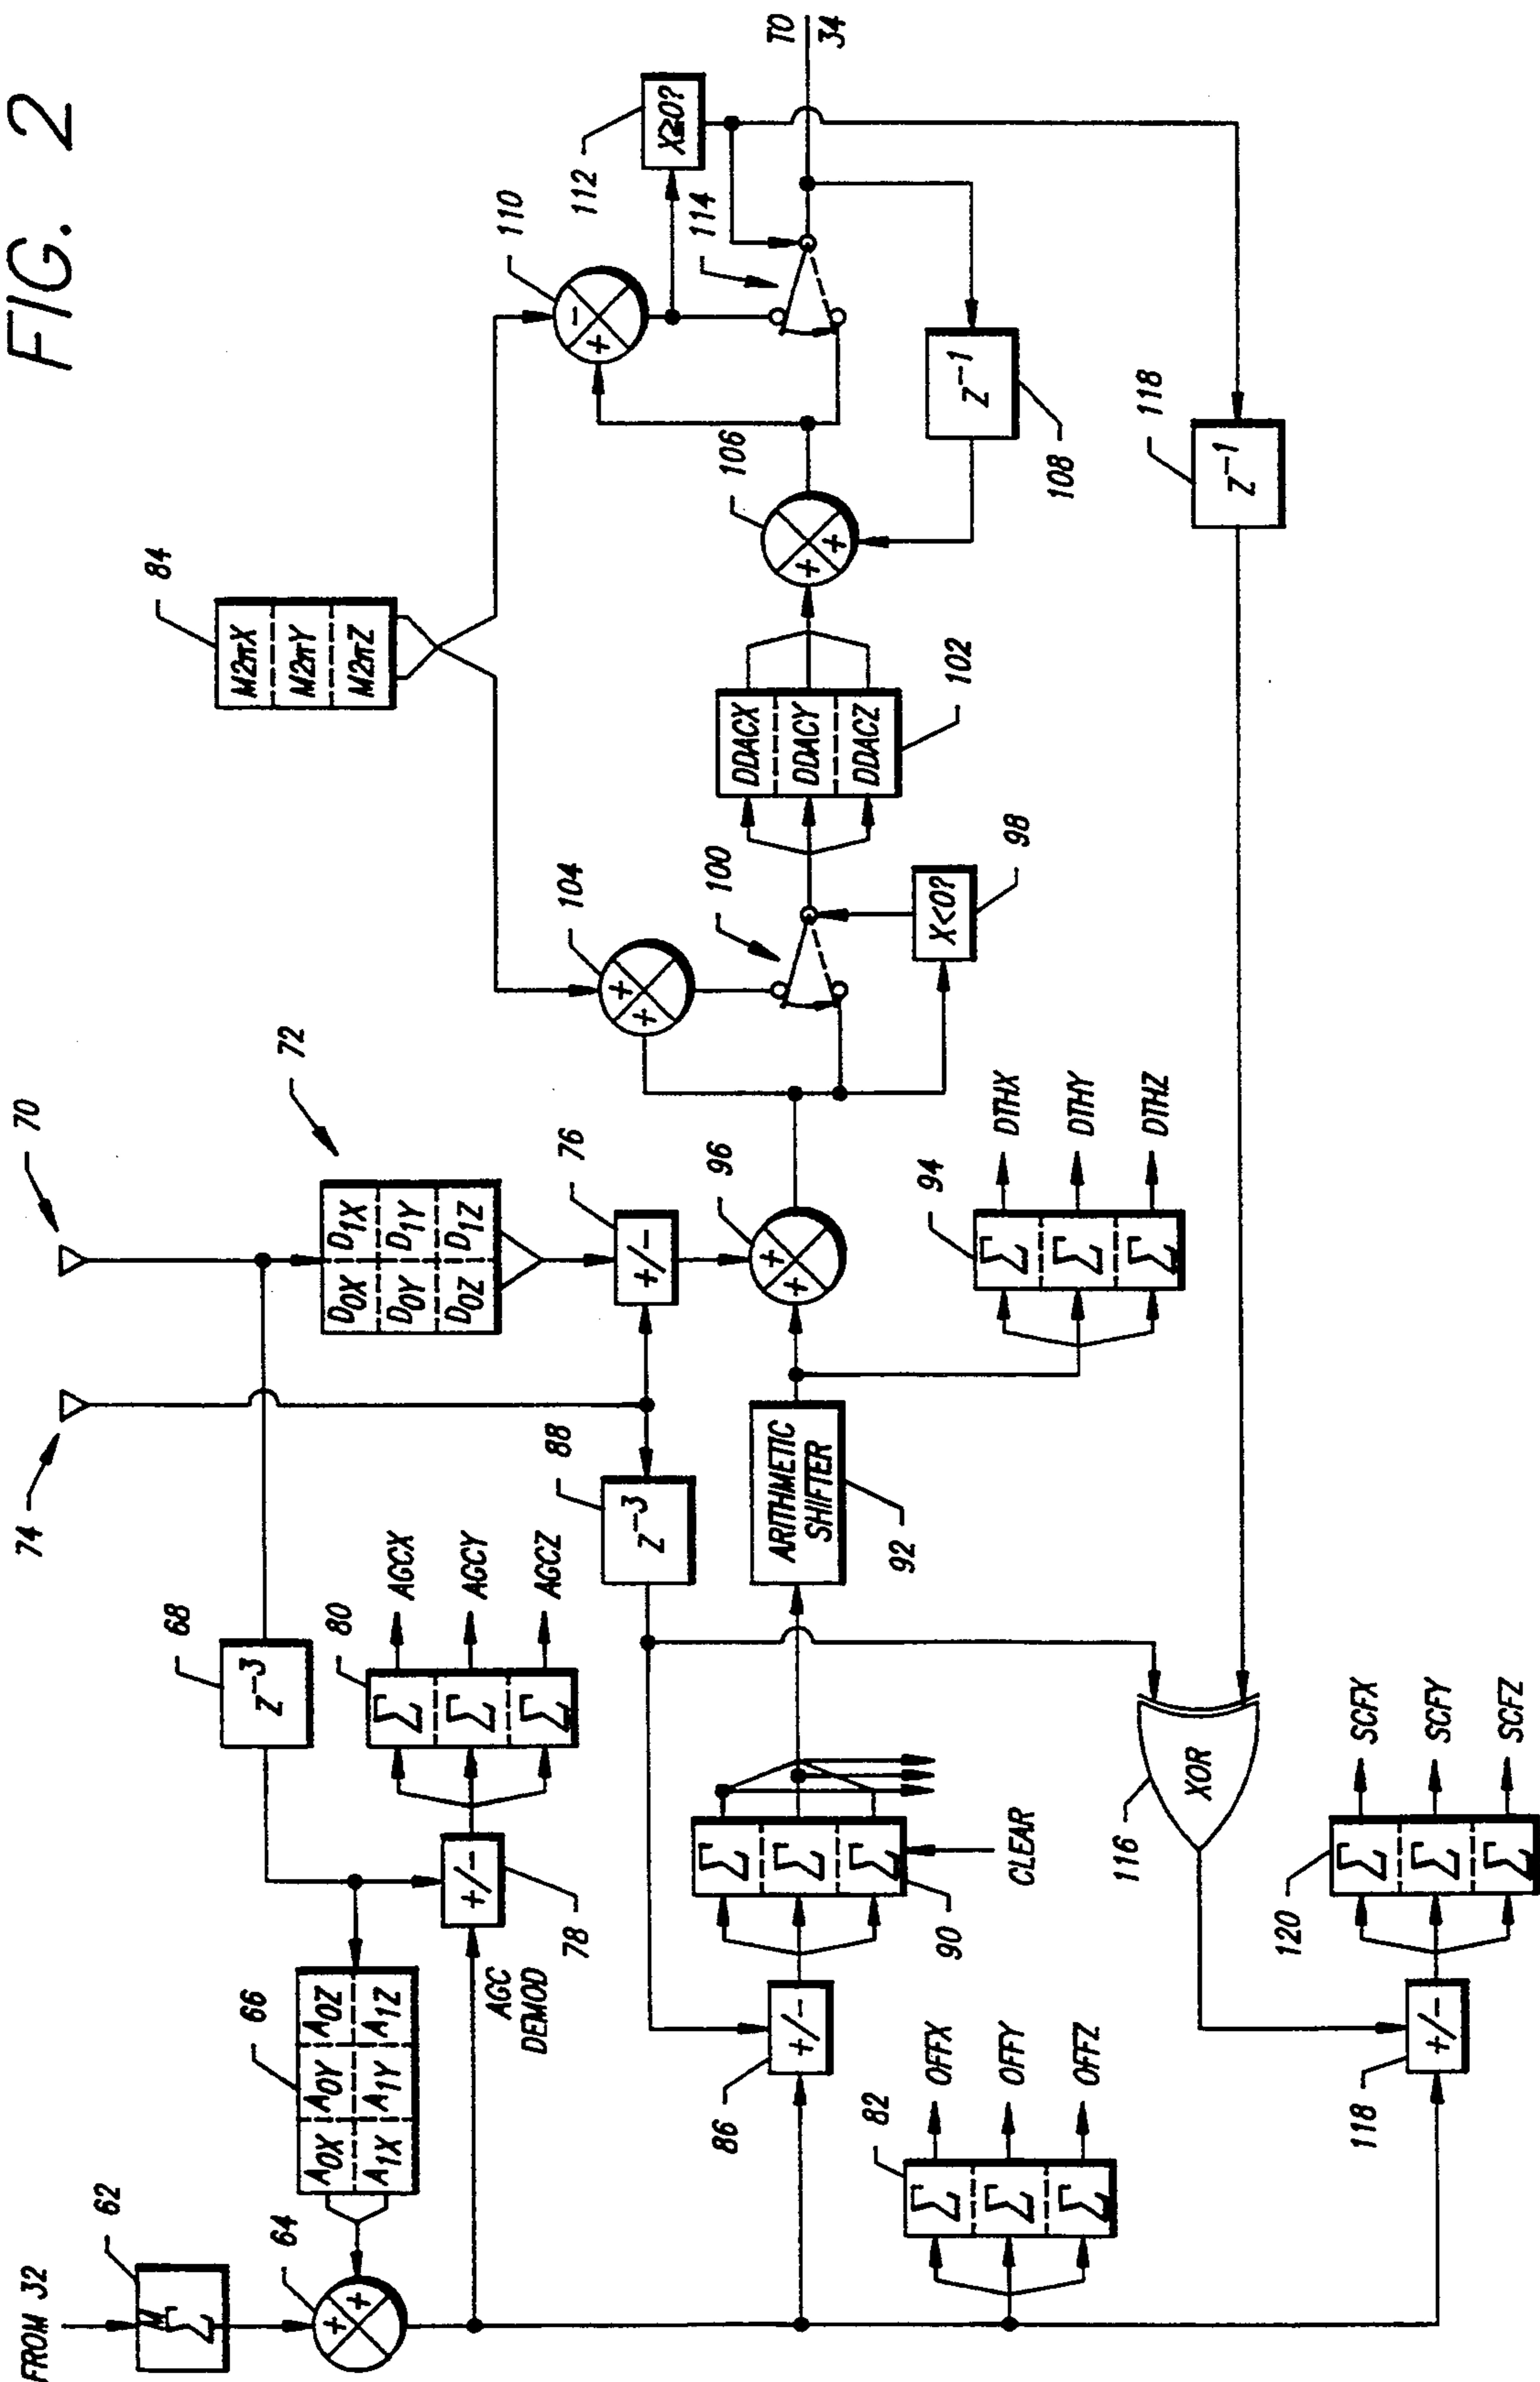 FIG. 2
FROM 32
62
M
Σ
64
+ +
66
A0X A0Y A0Z
A1X A1Y A1Z
68
Z⁻³
74
70
72
D0X D1X
D0Y D1Y
D0Z D1Z
76
+/-
AGC
DEMOD
+/-
78
80
Σ
Σ
Σ
AGCX
AGCY
AGCZ
88
Z⁻³
84
M2πX
M2πY
M2πZ
86
+/-
90
Σ
Σ
Σ
CLEAR
ARITHMETIC
SHIFTER
92
96
+ +
94
Σ
Σ
Σ
DTHX
DTHY
DTHZ
104
+ +
100
X<0?
98
DDACX
DDACY
DDACZ
102
106
+ +
Z⁻¹
108
110
+ -
112
X≥0?
114
TO
34
118
Z⁻¹
82
Σ
Σ
Σ
OFFX
OFFY
OFFZ
116
XOR
118
+/-
120
Σ
Σ
Σ
SCFX
SCFY
SCFZ